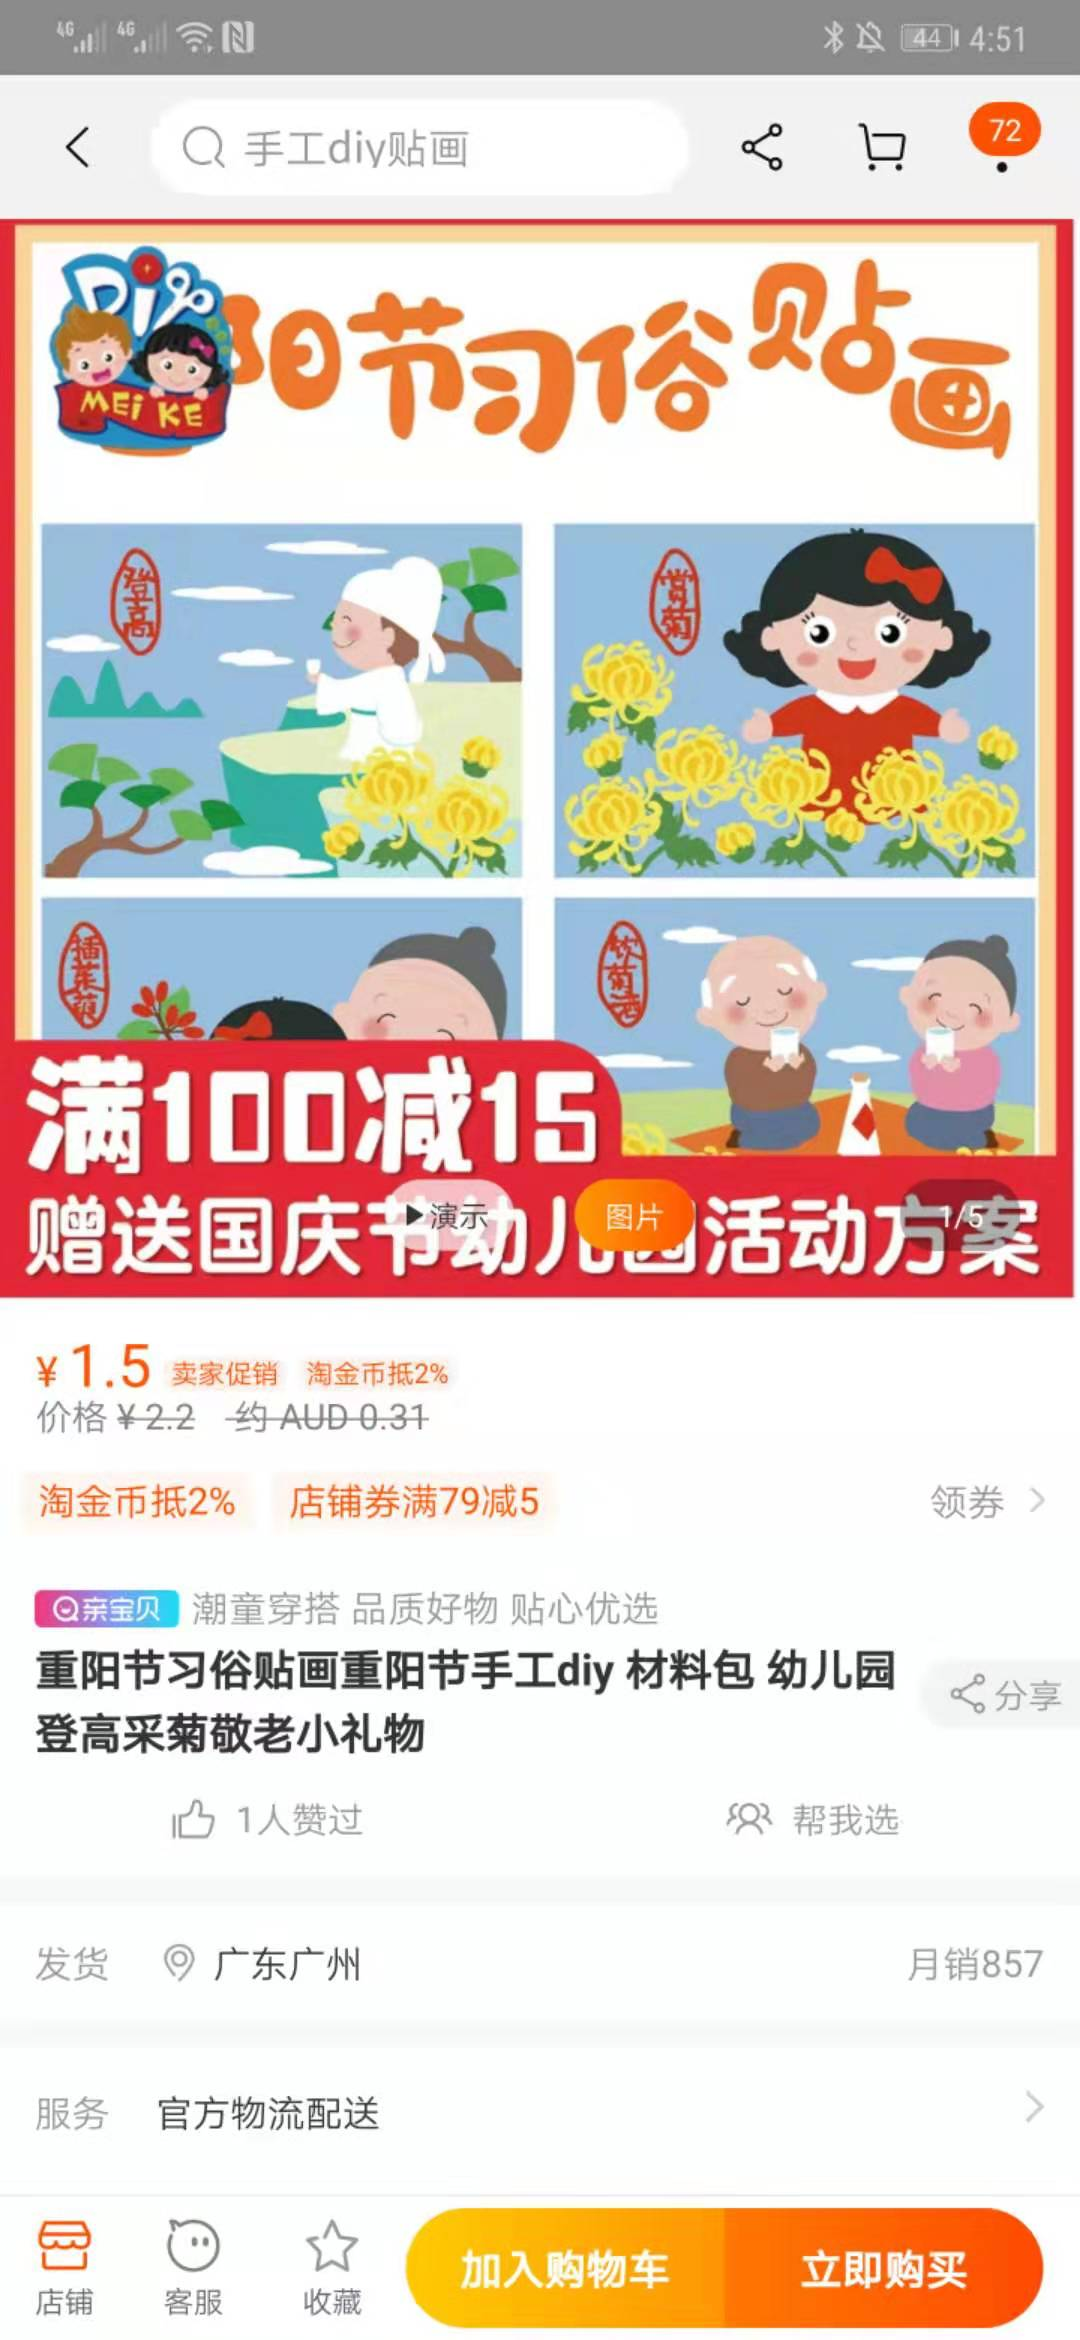 4G 4G 44 4:51
手工diy贴画
72
DIY
MEI KE
阳节习俗贴画
登高
赏菊
插茱萸
饮菊酒
满100减15
赠送国庆节幼儿园活动方案
演示
图片
1/5
¥1.5 卖家促销 淘金币抵2%
价格 ¥2.2 约 AUD 0.31
淘金币抵2% 店铺券满79减5 领券
亲宝贝 潮童穿搭 品质好物 贴心优选
重阳节习俗贴画重阳节手工diy 材料包 幼儿园
登高采菊敬老小礼物
分享
1人赞过 帮我选
发货 广东广州 月销857
服务 官方物流配送
店铺 客服 收藏 加入购物车 立即购买